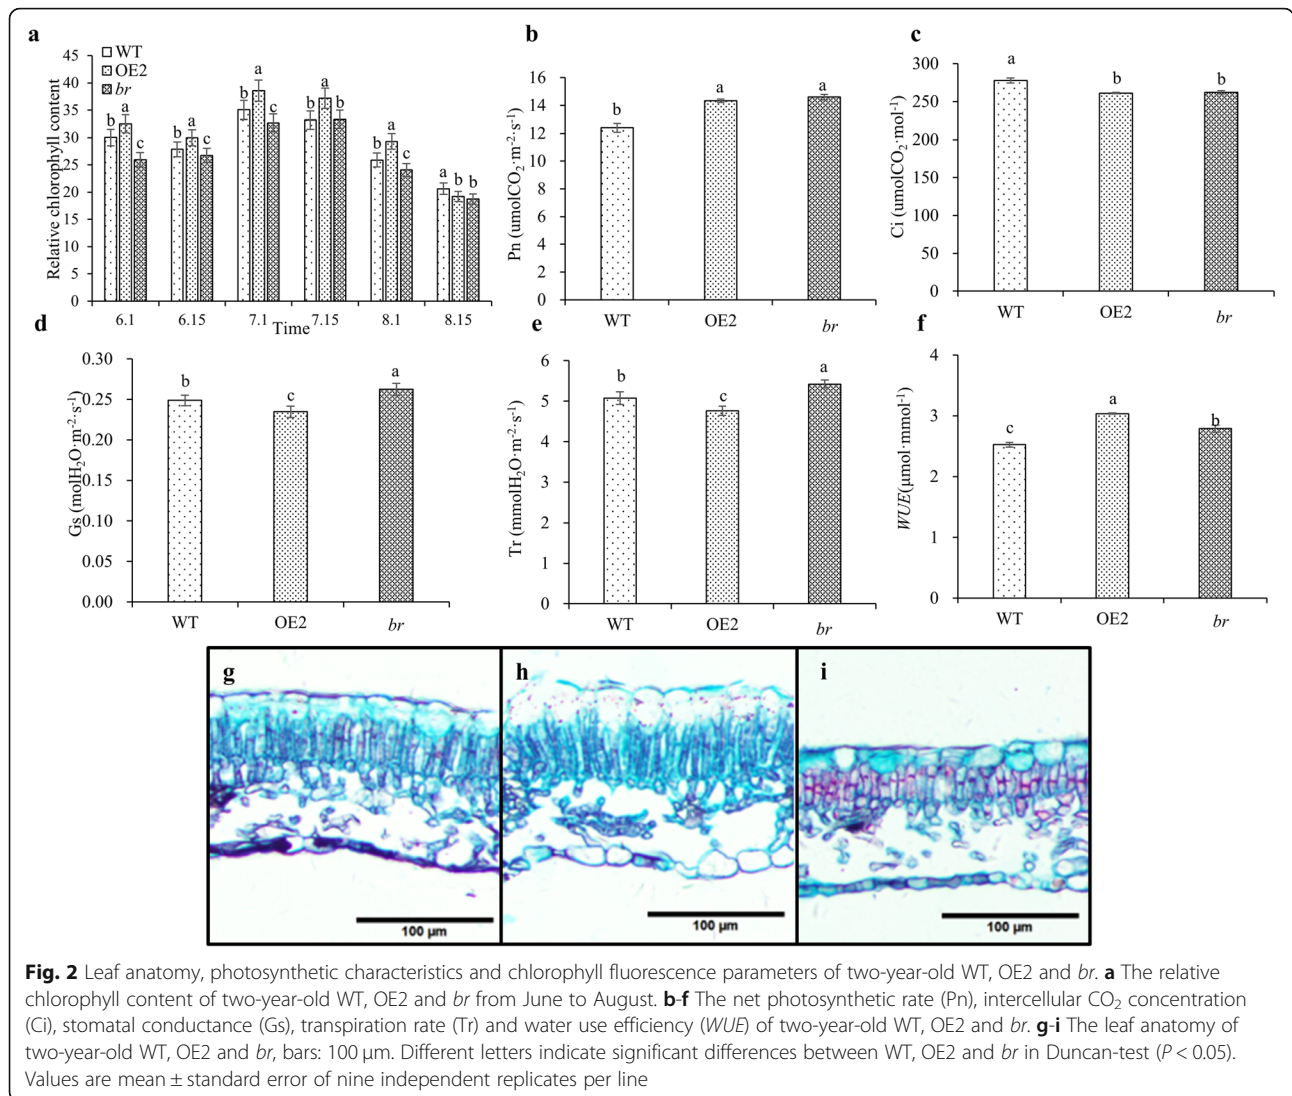 a
WT
OE2
br
Relative chlorophyll content
45
40
35
30
25
20
15
10
5
0
b a c
b a c
b a c
b a b
b a c
a b b
6.1 6.15 7.1 7.15 8.1 8.15
Time
b
Pn (umolCO₂·m⁻²·s⁻¹)
16
14
12
10
8
6
4
2
0
b a a
WT OE2 br
c
Ci (umolCO₂·mol⁻¹)
300
250
200
150
100
50
0
a b b
WT OE2 br
d
Gs (molH₂O·m⁻²·s⁻¹)
0.30
0.25
0.20
0.15
0.10
0.05
0.00
b c a
WT OE2 br
e
Tr (mmolH₂O·m⁻²·s⁻¹)
6
5
4
3
2
1
0
b c a
WT OE2 br
f
WUE(μmol·mmol⁻¹)
4
3
2
1
0
c a b
WT OE2 br
g h i
100 μm 100 μm 100 μm
Fig. 2 Leaf anatomy, photosynthetic characteristics and chlorophyll fluorescence parameters of two-year-old WT, OE2 and br. a The relative
chlorophyll content of two-year-old WT, OE2 and br from June to August. b-f The net photosynthetic rate (Pn), intercellular CO₂ concentration
(Ci), stomatal conductance (Gs), transpiration rate (Tr) and water use efficiency (WUE) of two-year-old WT, OE2 and br. g-i The leaf anatomy of
two-year-old WT, OE2 and br, bars: 100 μm. Different letters indicate significant differences between WT, OE2 and br in Duncan-test (P < 0.05).
Values are mean ± standard error of nine independent replicates per line